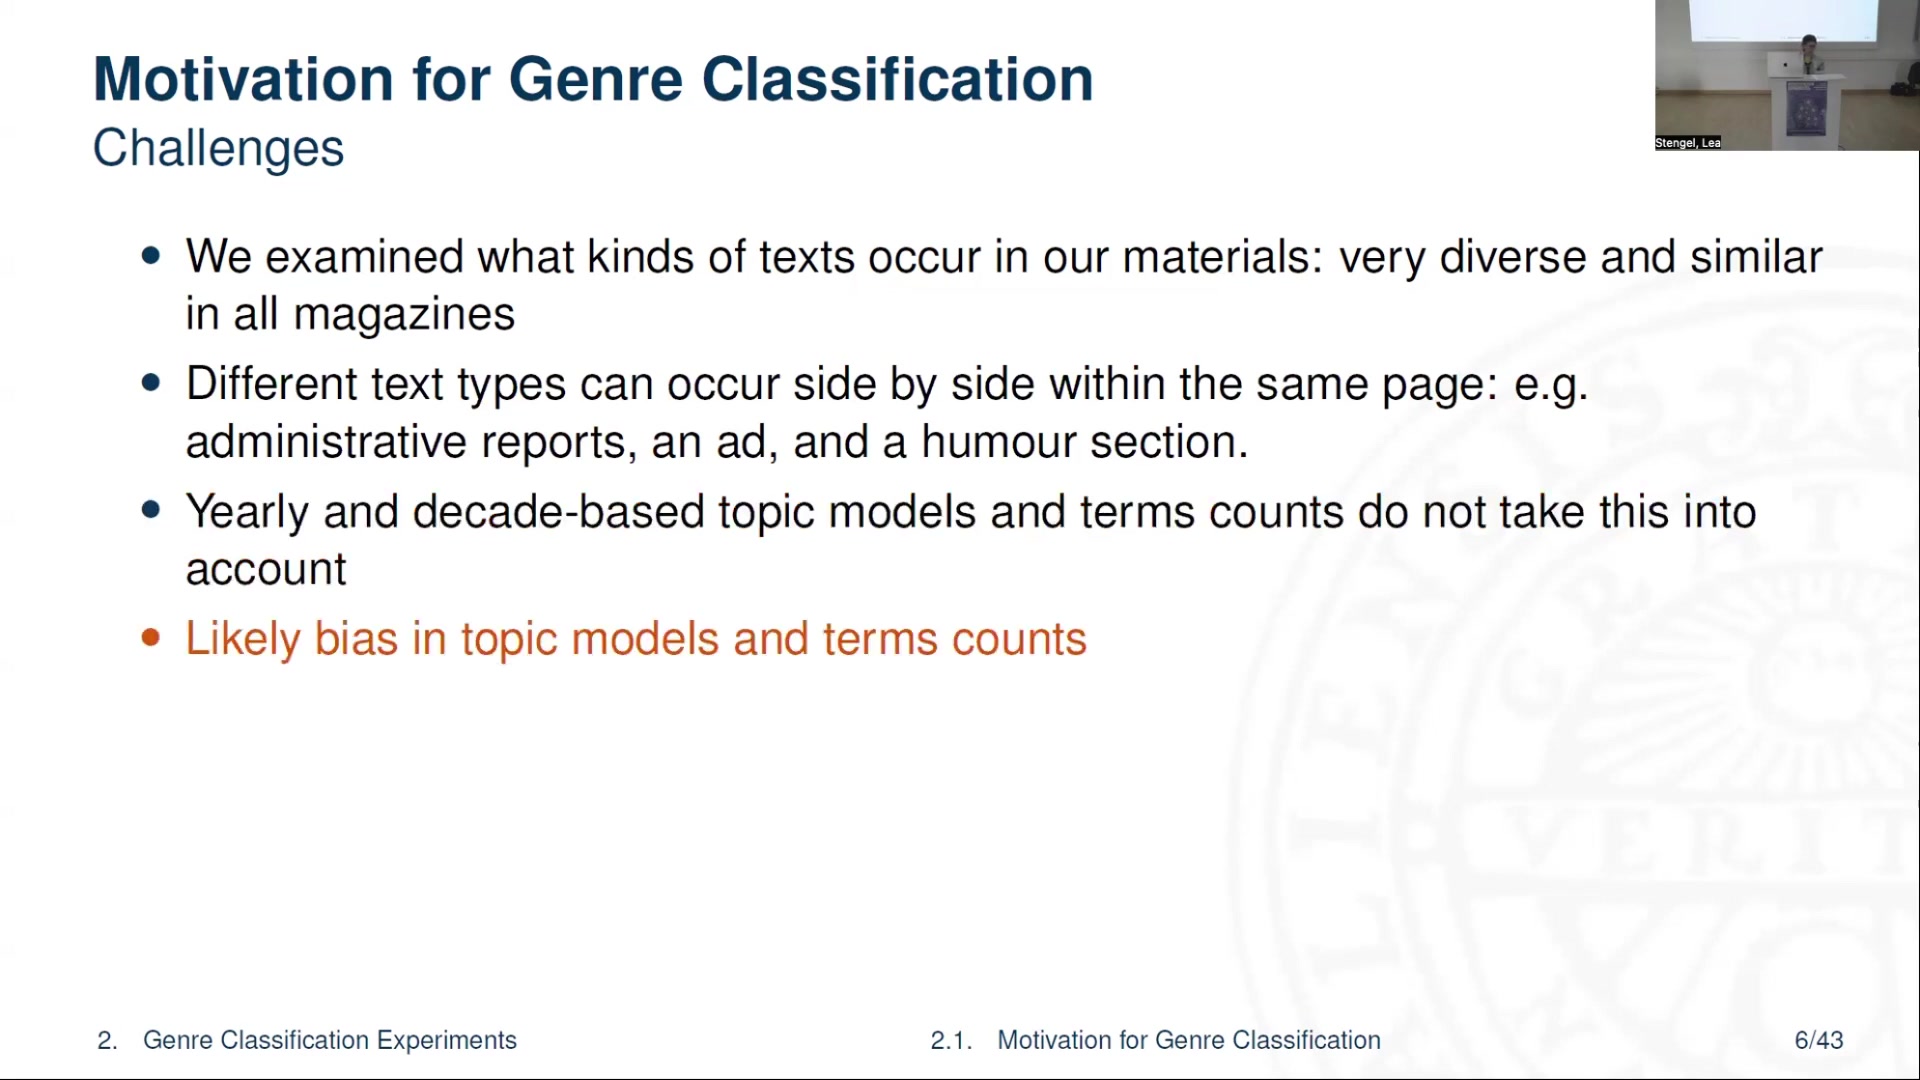 Motivation for Genre Classification
Challenges
Stengel, Lea
• We examined what kinds of texts occur in our materials: very diverse and similar
in all magazines
• Different text types can occur side by side within the same page: e.g.
administrative reports, an ad, and a humour section.
• Yearly and decade-based topic models and terms counts do not take this into
account
• Likely bias in topic models and terms counts
2. Genre Classification Experiments
2.1. Motivation for Genre Classification
6/43